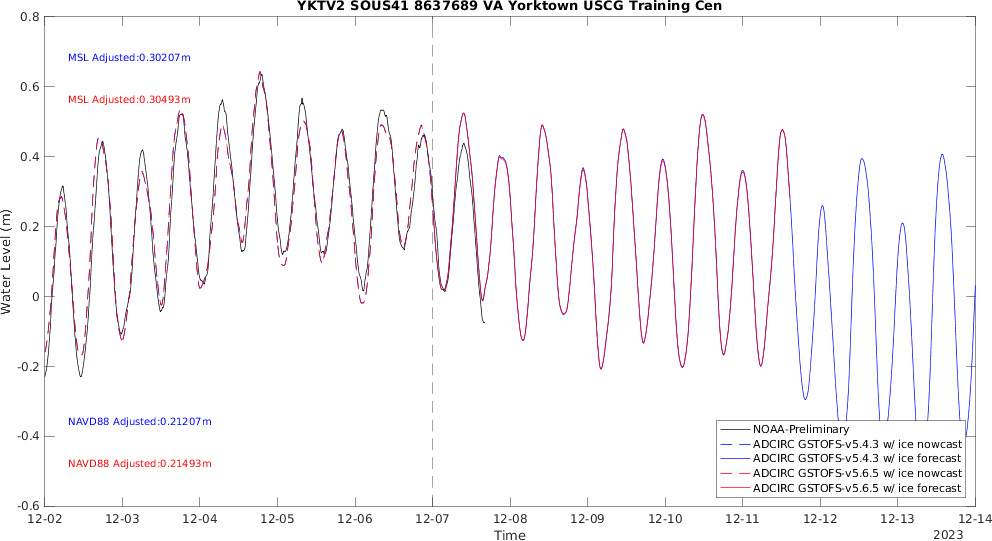 YKTV2 SOUS41 8637689 VA Yorktown USCG Training Cen
0.8
0.6
0.4
0.2
0
-0.2
-0.4
-0.6
Water Level (m)
MSL Adjusted:0.30207m
MSL Adjusted:0.30493m
NAVD88 Adjusted:0.21207m
NAVD88 Adjusted:0.21493m
NOAA-Preliminary
ADCIRC GSTOFS-v5.4.3 w/ ice nowcast
ADCIRC GSTOFS-v5.4.3 w/ ice forecast
ADCIRC GSTOFS-v5.6.5 w/ ice nowcast
ADCIRC GSTOFS-v5.6.5 w/ ice forecast
12-02 12-03 12-04 12-05 12-06 12-07 12-08 12-09 12-10 12-11 12-12 12-13 12-14
Time
2023